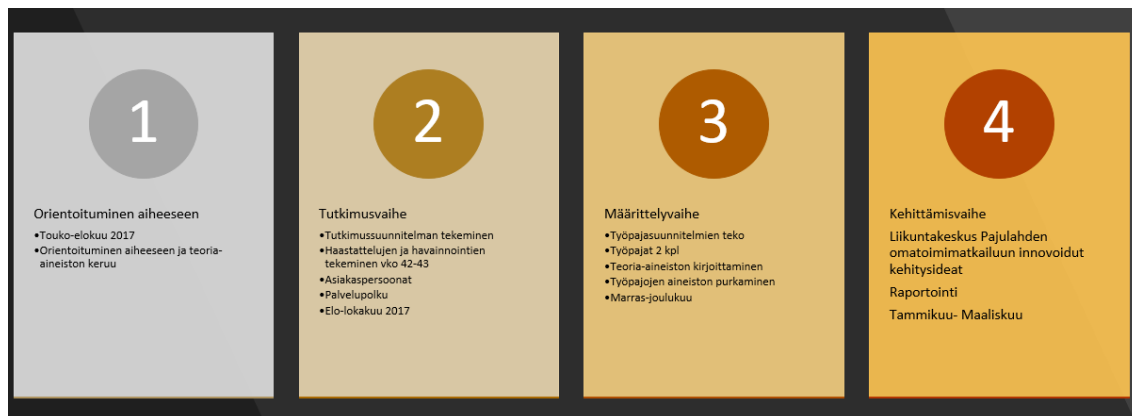 1
Orientoituminen aiheeseen
•Touko-elokuu 2017
•Orientoituminen aiheeseen ja teoria-
aineiston keruu
2
Tutkimusvaihe
•Tutkimussuunnitelman tekeminen
•Haastattelujen ja havainnointien
tekeminen vko 42-43
•Asiakaspersoonat
•Palvelupolku
•Elo-lokakuu 2017
3
Määrittelyvaihe
•Työpajasuunnitelmien teko
•Työpajat 2 kpl
•Teoria-aineiston kirjoittaminen
•Työpajojen aineiston purkaminen
•Marras-joulukuu
4
Kehittämisvaihe
Liikuntakeskus Pajulahden
omatoimimatkailuun innovoidut
kehitysideat
Raportointi
Tammikuu- Maaliskuu